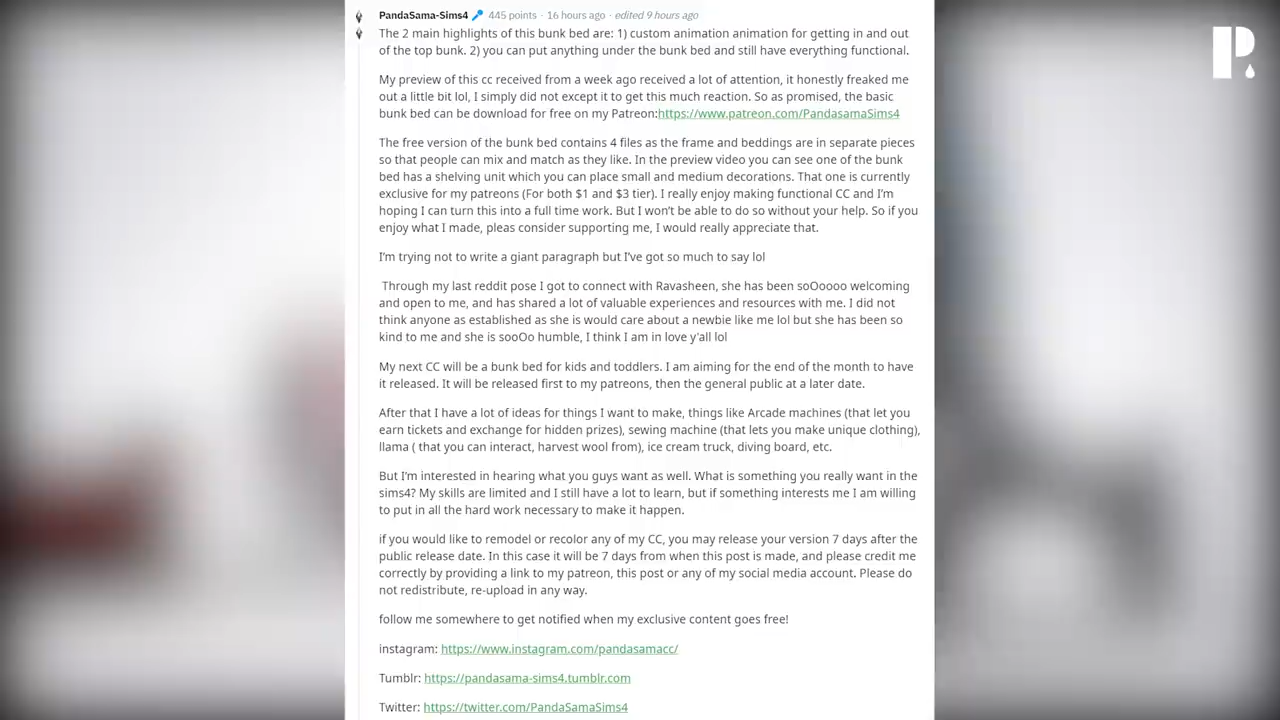 PandaSama-Sims4 445 points · 16 hours ago · edited 9 hours ago
The 2 main highlights of this bunk bed are: 1) custom animation animation for getting in and out
of the top bunk. 2) you can put anything under the bunk bed and still have everything functional.
My preview of this cc received from a week ago received a lot of attention, it honestly freaked me
out a little bit lol, I simply did not except it to get this much reaction. So as promised, the basic
bunk bed can be download for free on my Patreon:https://www.patreon.com/PandasamaSims4
The free version of the bunk bed contains 4 files as the frame and beddings are in separate pieces
so that people can mix and match as they like. In the preview video you can see one of the bunk
bed has a shelving unit which you can place small and medium decorations. That one is currently
exclusive for my patreons (For both $1 and $3 tier). I really enjoy making functional CC and I'm
hoping I can turn this into a full time work. But I won't be able to do so without your help. So if you
enjoy what I made, pleas consider supporting me, I would really appreciate that.
I'm trying not to write a giant paragraph but I've got so much to say lol
Through my last reddit pose I got to connect with Ravasheen, she has been soOoooo welcoming
and open to me, and has shared a lot of valuable experiences and resources with me. I did not
think anyone as established as she is would care about a newbie like me lol but she has been so
kind to me and she is sooOo humble, I think I am in love y'all lol
My next CC will be a bunk bed for kids and toddlers. I am aiming for the end of the month to have
it released. It will be released first to my patreons, then the general public at a later date.
After that I have a lot of ideas for things I want to make, things like Arcade machines (that let you
earn tickets and exchange for hidden prizes), sewing machine (that lets you make unique clothing),
llama ( that you can interact, harvest wool from), ice cream truck, diving board, etc.
But I'm interested in hearing what you guys want as well. What is something you really want in the
sims4? My skills are limited and I still have a lot to learn, but if something interests me I am willing
to put in all the hard work necessary to make it happen.
if you would like to remodel or recolor any of my CC, you may release your version 7 days after the
public release date. In this case it will be 7 days from when this post is made, and please credit me
correctly by providing a link to my patreon, this post or any of my social media account. Please do
not redistribute, re-upload in any way.
follow me somewhere to get notified when my exclusive content goes free!
instagram: https://www.instagram.com/pandasamacc/
Tumblr: https://pandasama-sims4.tumblr.com
Twitter: https://twitter.com/PandaSamaSims4
P